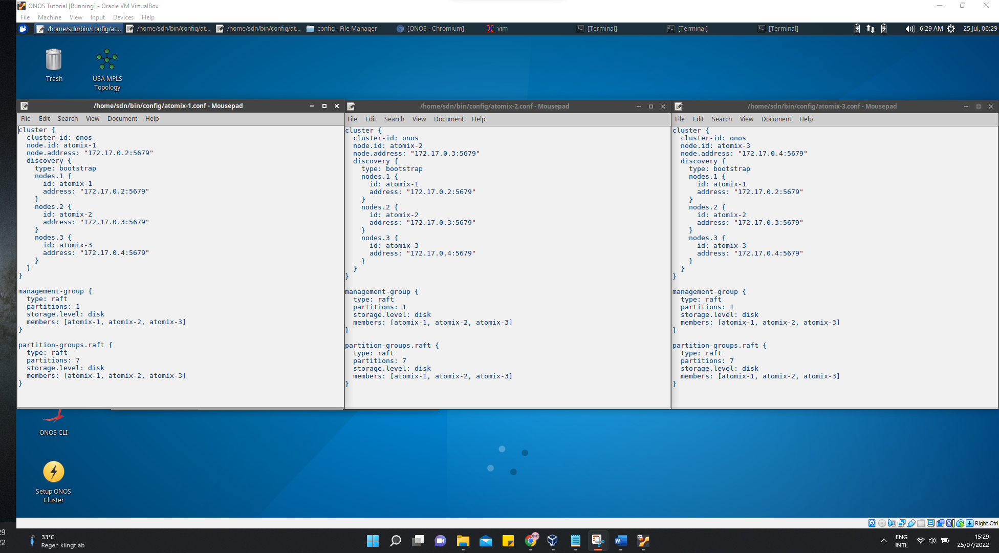 ONOS Tutorial [Running] - Oracle VM VirtualBox
File Machine View Input Devices Help
/home/sdn/bin/config/at... /home/sdn/bin/config/at... /home/sdn/bin/config/at... config - File Manager [ONOS - Chromium] vim [Terminal] [Terminal] [Terminal] 6:29 AM 25 Jul, 06:29
Trash
USA MPLS
Topology
/home/sdn/bin/config/atomix-1.conf - Mousepad
File Edit Search View Document Help
cluster {
  cluster-id: onos
  node.id: atomix-1
  node.address: "172.17.0.2:5679"
  discovery {
    type: bootstrap
    nodes.1 {
      id: atomix-1
      address: "172.17.0.2:5679"
    }
    nodes.2 {
      id: atomix-2
      address: "172.17.0.3:5679"
    }
    nodes.3 {
      id: atomix-3
      address: "172.17.0.4:5679"
    }
  }
}
management-group {
  type: raft
  partitions: 1
  storage.level: disk
  members: [atomix-1, atomix-2, atomix-3]
}
partition-groups.raft {
  type: raft
  partitions: 7
  storage.level: disk
  members: [atomix-1, atomix-2, atomix-3]
}
/home/sdn/bin/config/atomix-2.conf - Mousepad
File Edit Search View Document Help
cluster {
  cluster-id: onos
  node.id: atomix-2
  node.address: "172.17.0.3:5679"
  discovery {
    type: bootstrap
    nodes.1 {
      id: atomix-1
      address: "172.17.0.2:5679"
    }
    nodes.2 {
      id: atomix-2
      address: "172.17.0.3:5679"
    }
    nodes.3 {
      id: atomix-3
      address: "172.17.0.4:5679"
    }
  }
}
management-group {
  type: raft
  partitions: 1
  storage.level: disk
  members: [atomix-1, atomix-2, atomix-3]
}
partition-groups.raft {
  type: raft
  partitions: 7
  storage.level: disk
  members: [atomix-1, atomix-2, atomix-3]
}
/home/sdn/bin/config/atomix-3.conf - Mousepad
File Edit Search View Document Help
cluster {
  cluster-id: onos
  node.id: atomix-3
  node.address: "172.17.0.4:5679"
  discovery {
    type: bootstrap
    nodes.1 {
      id: atomix-1
      address: "172.17.0.2:5679"
    }
    nodes.2 {
      id: atomix-2
      address: "172.17.0.3:5679"
    }
    nodes.3 {
      id: atomix-3
      address: "172.17.0.4:5679"
    }
  }
}
management-group {
  type: raft
  partitions: 1
  storage.level: disk
  members: [atomix-1, atomix-2, atomix-3]
}
partition-groups.raft {
  type: raft
  partitions: 7
  storage.level: disk
  members: [atomix-1, atomix-2, atomix-3]
}
ONOS CLI
Setup ONOS
Cluster
Right Ctrl
29
22
33°C
Regen klingt ab
ENG
INTL
15:29
25/07/2022